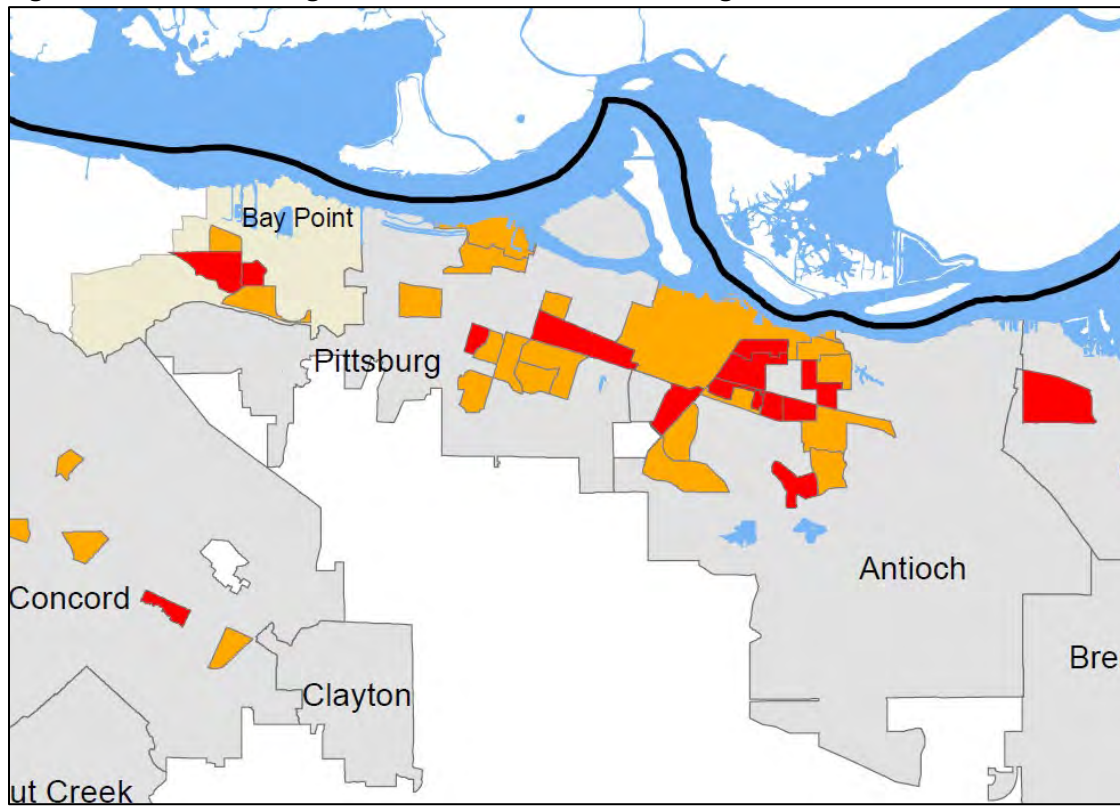 Bay Point
Pittsburg
Antioch
Concord
Bre
Clayton
ut Creek